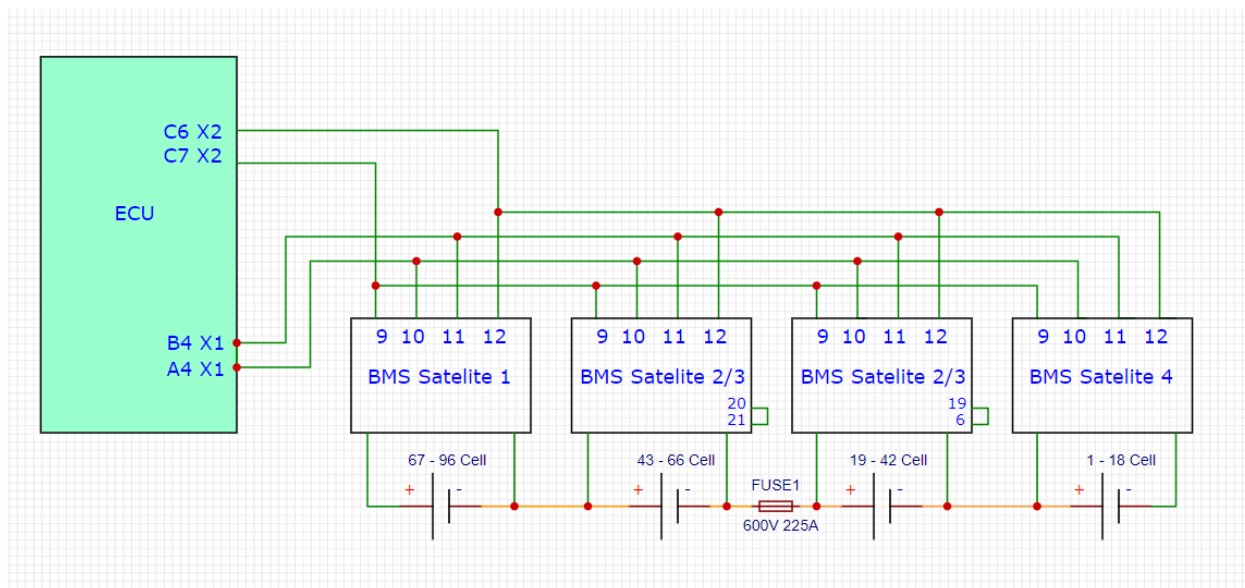 C6 X2
C7 X2
ECU
B4 X1
A4 X1
9 10 11 12
BMS Satelite 1
9 10 11 12
BMS Satelite 2/3
20
21
9 10 11 12
BMS Satelite 2/3
19
6
9 10 11 12
BMS Satelite 4
67 - 96 Cell
+ -
43 - 66 Cell
+ -
FUSE1
600V 225A
19 - 42 Cell
+ -
1 - 18 Cell
+ -